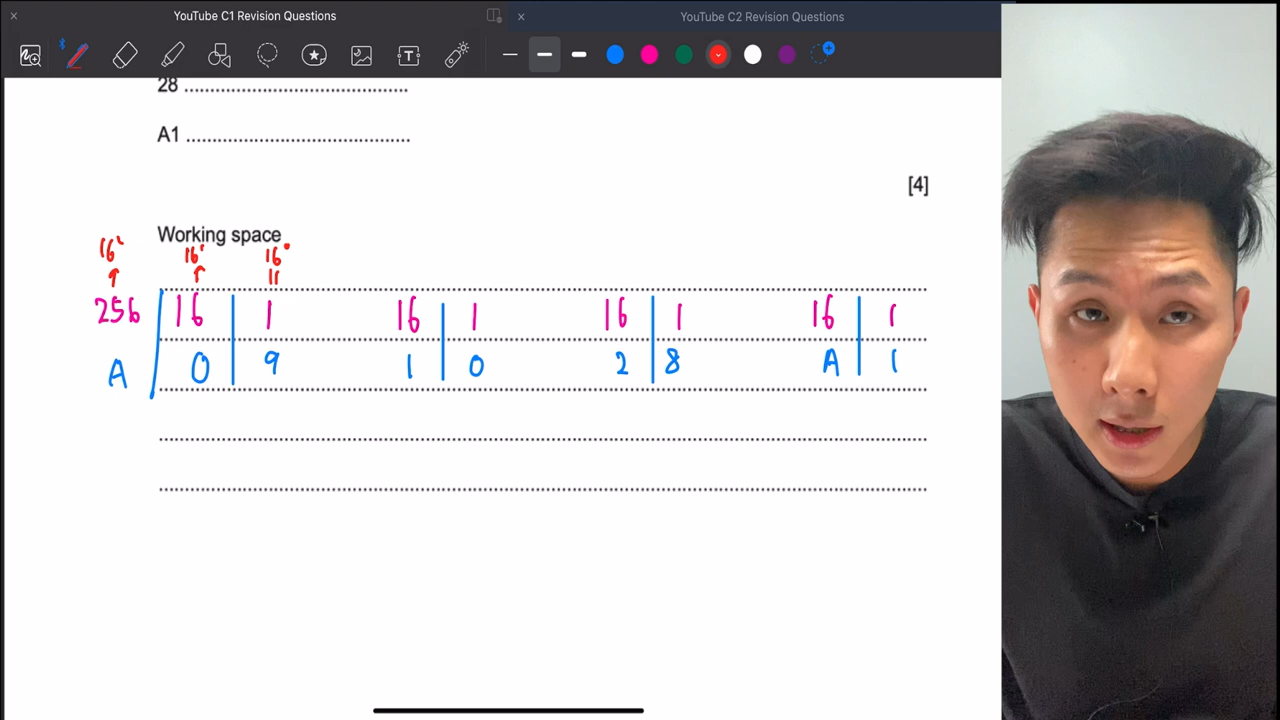 YouTube C1 Revision Questions
YouTube C2 Revision Questions
28 ..........................................
A1 ..........................................
[4]
Working space
16² 16¹ 16⁰
256 16 1 16 1 16 1 16 1
A 0 9 1 0 2 8 A 1